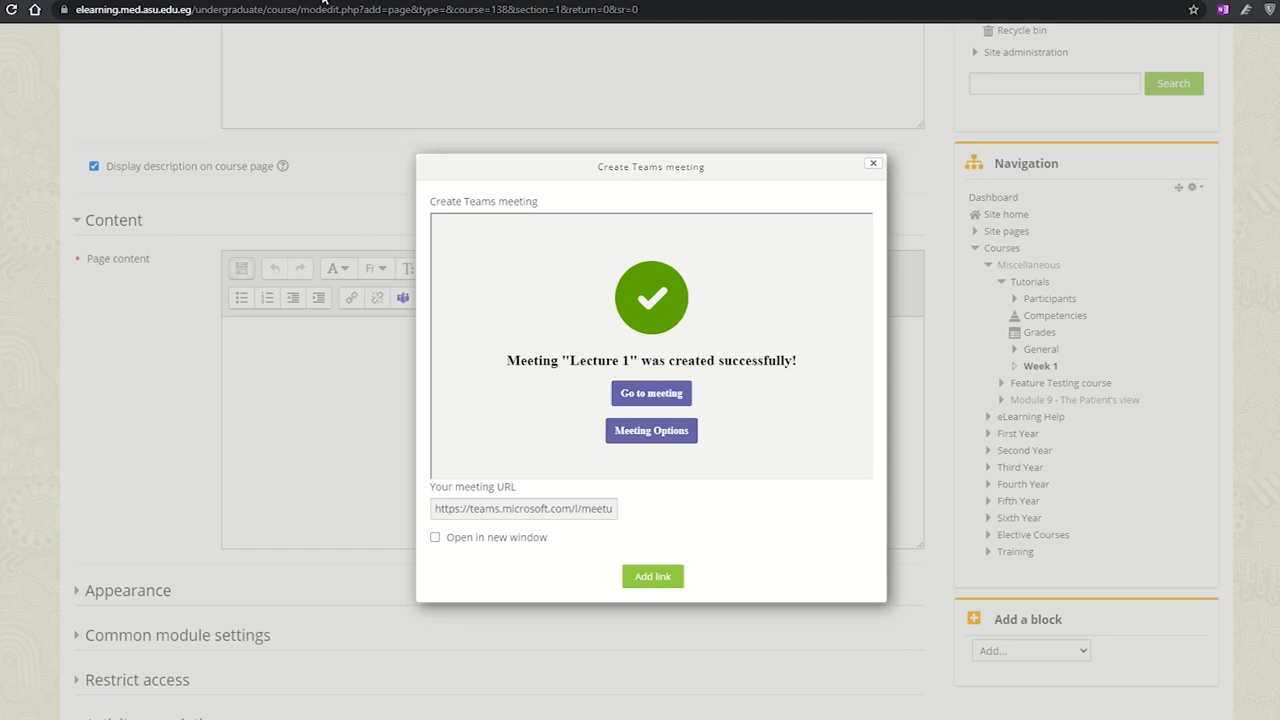 elearning.med.asu.edu.eg/undergraduate/course/modedit.php?add=page&type=&course=138&section=1&return=0&sr=0
Recycle bin
Site administration
Search
Display description on course page
Content
Page content
Create Teams meeting
Create Teams meeting
Meeting "Lecture 1" was created successfully!
Go to meeting
Meeting Options
Your meeting URL
https://teams.microsoft.com/l/meetu
Open in new window
Add link
Appearance
Common module settings
Restrict access
Navigation
Dashboard
Site home
Site pages
Courses
Miscellaneous
Tutorials
Participants
Competencies
Grades
General
Week 1
Feature Testing course
Module 9 - The Patient's view
eLearning Help
First Year
Second Year
Third Year
Fourth Year
Fifth Year
Sixth Year
Elective Courses
Training
Add a block
Add...